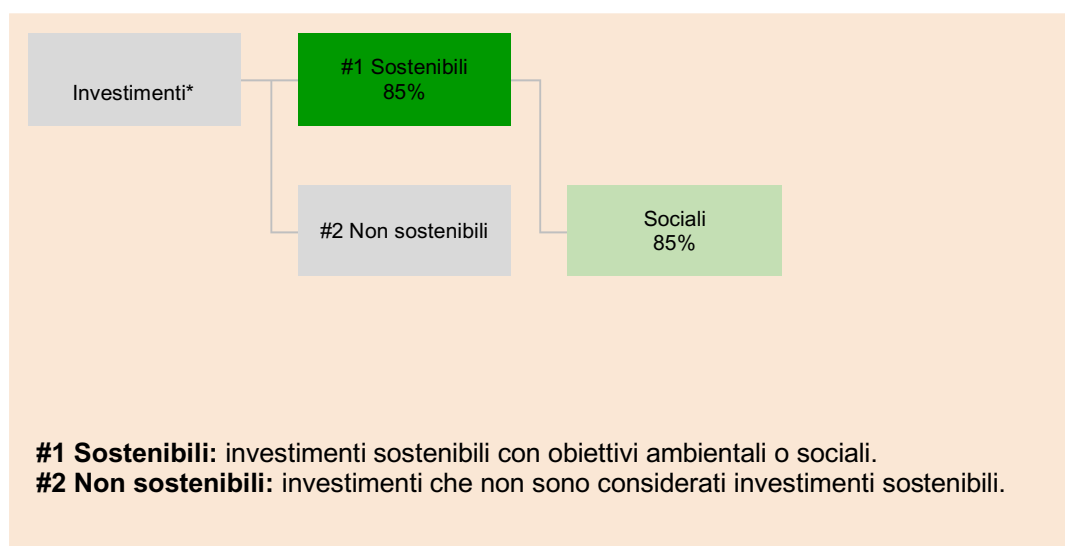 Investimenti*
#1 Sostenibili
85%
#2 Non sostenibili
Sociali
85%
#1 Sostenibili: investimenti sostenibili con obiettivi ambientali o sociali.
#2 Non sostenibili: investimenti che non sono considerati investimenti sostenibili.